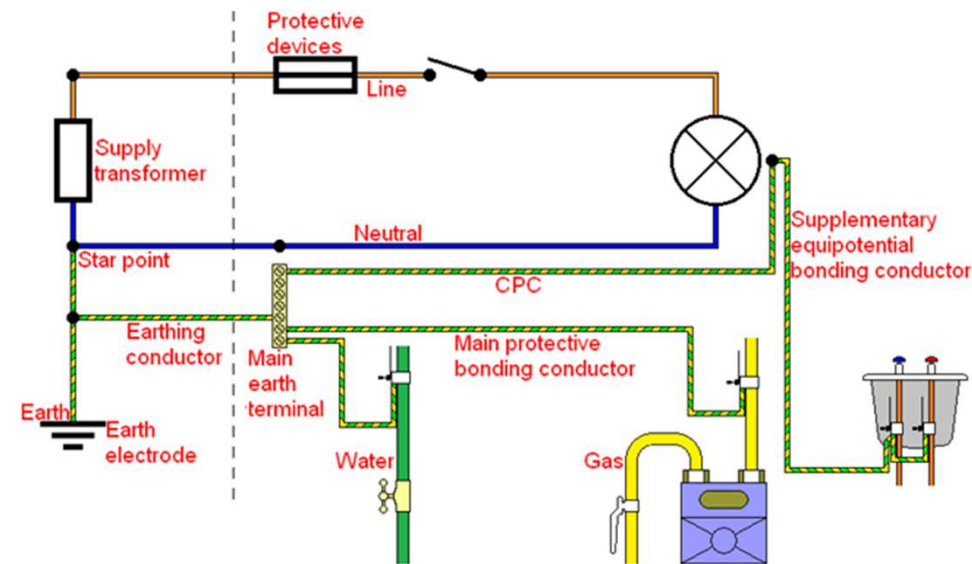 Protective
devices
Line
Supply
transformer
Neutral
Star point
Supplementary
equipotential
bonding conductor
CPC
Earthing
conductor
Main
earth
terminal
Main protective
bonding conductor
Earth
Earth
electrode
Water
Gas